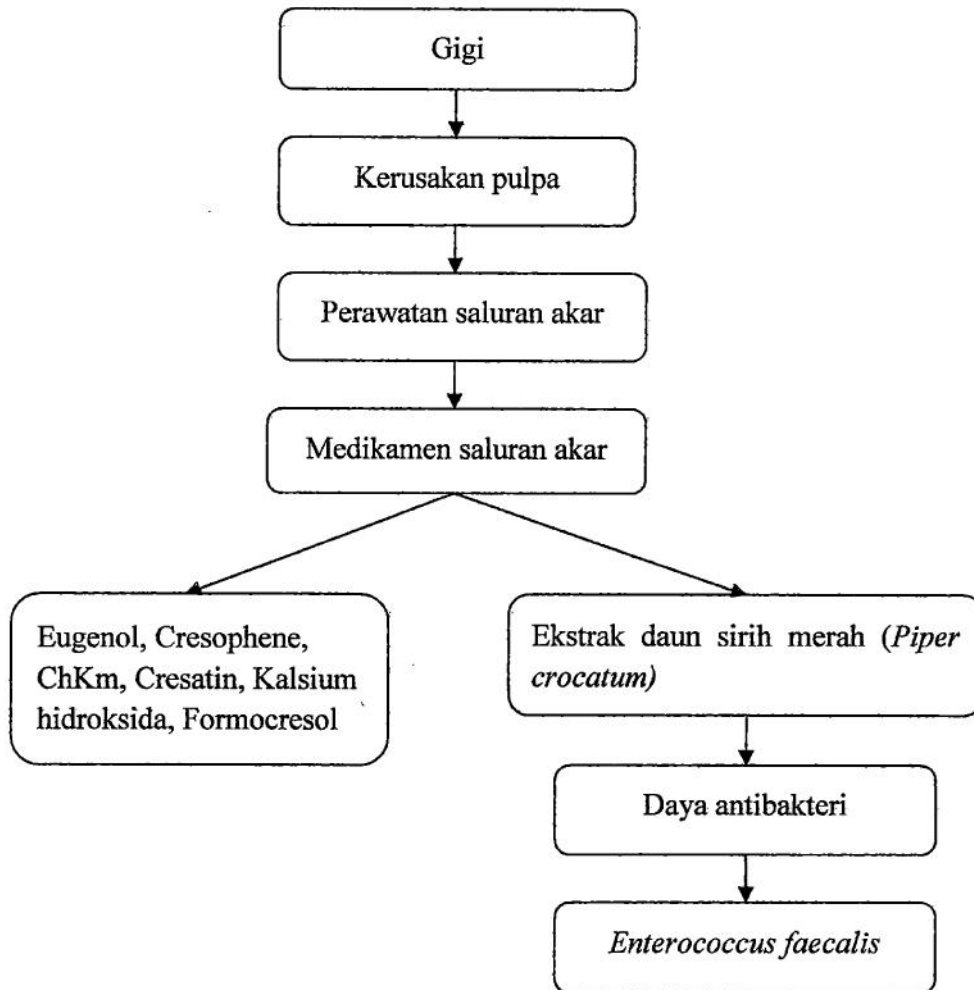 Gigi
Kerusakan pulpa
Perawatan saluran akar
Medikamen saluran akar
Eugenol, Cresophene,
ChKm, Cresatin, Kalsium
hidroksida, Formocresol
Ekstrak daun sirih merah (Piper
crocatum)
Daya antibakteri
Enterococcus faecalis